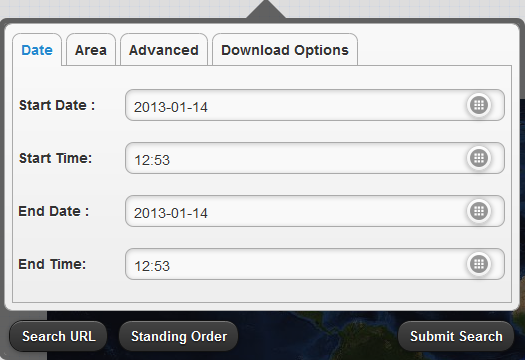 Date Area Advanced Download Options
Start Date : 2013-01-14
Start Time: 12:53
End Date : 2013-01-14
End Time: 12:53
Search URL Standing Order Submit Search